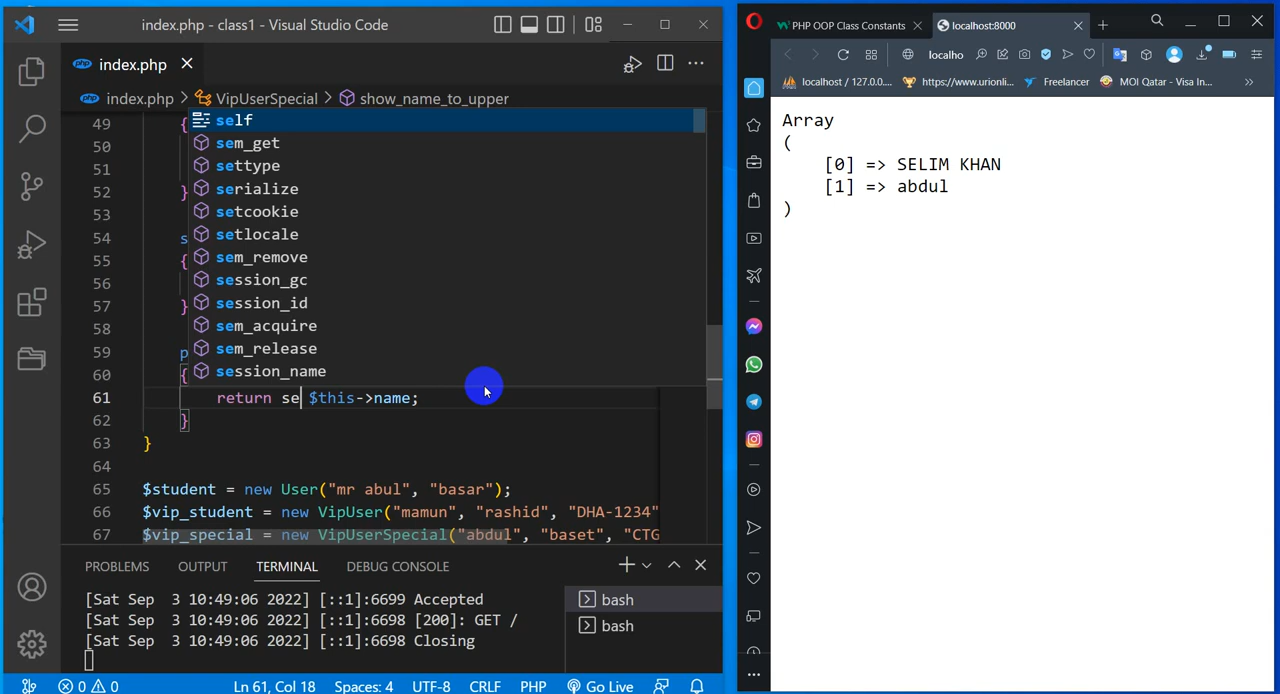 index.php - class1 - Visual Studio Code
index.php
index.php > VipUserSpecial > show_name_to_upper
49 {
50
51
52 }
53
54 s
55 {
56
57 }
58
59 p
60 {
61 return se $this->name;
62 }
63 }
64
65 $student = new User("mr abul", "basar");
66 $vip_student = new VipUser("mamun", "rashid", "DHA-1234"
67 $vip_special = new VipUserSpecial("abdul", "baset", "CTG
self
sem_get
settype
serialize
setcookie
setlocale
sem_remove
session_gc
session_id
sem_acquire
sem_release
session_name
PROBLEMS OUTPUT TERMINAL DEBUG CONSOLE
[Sat Sep  3 10:49:06 2022] [::1]:6699 Accepted
[Sat Sep  3 10:49:06 2022] [::1]:6698 [200]: GET /
[Sat Sep  3 10:49:06 2022] [::1]:6698 Closing
bash
bash
0 0 Ln 61, Col 18 Spaces: 4 UTF-8 CRLF PHP Go Live
PHP OOP Class Constants
localhost:8000
localho
localhost / 127.0.0.... https://www.urionli... Freelancer MOI Qatar - Visa In...
Array
(
[0] => SELIM KHAN
[1] => abdul
)